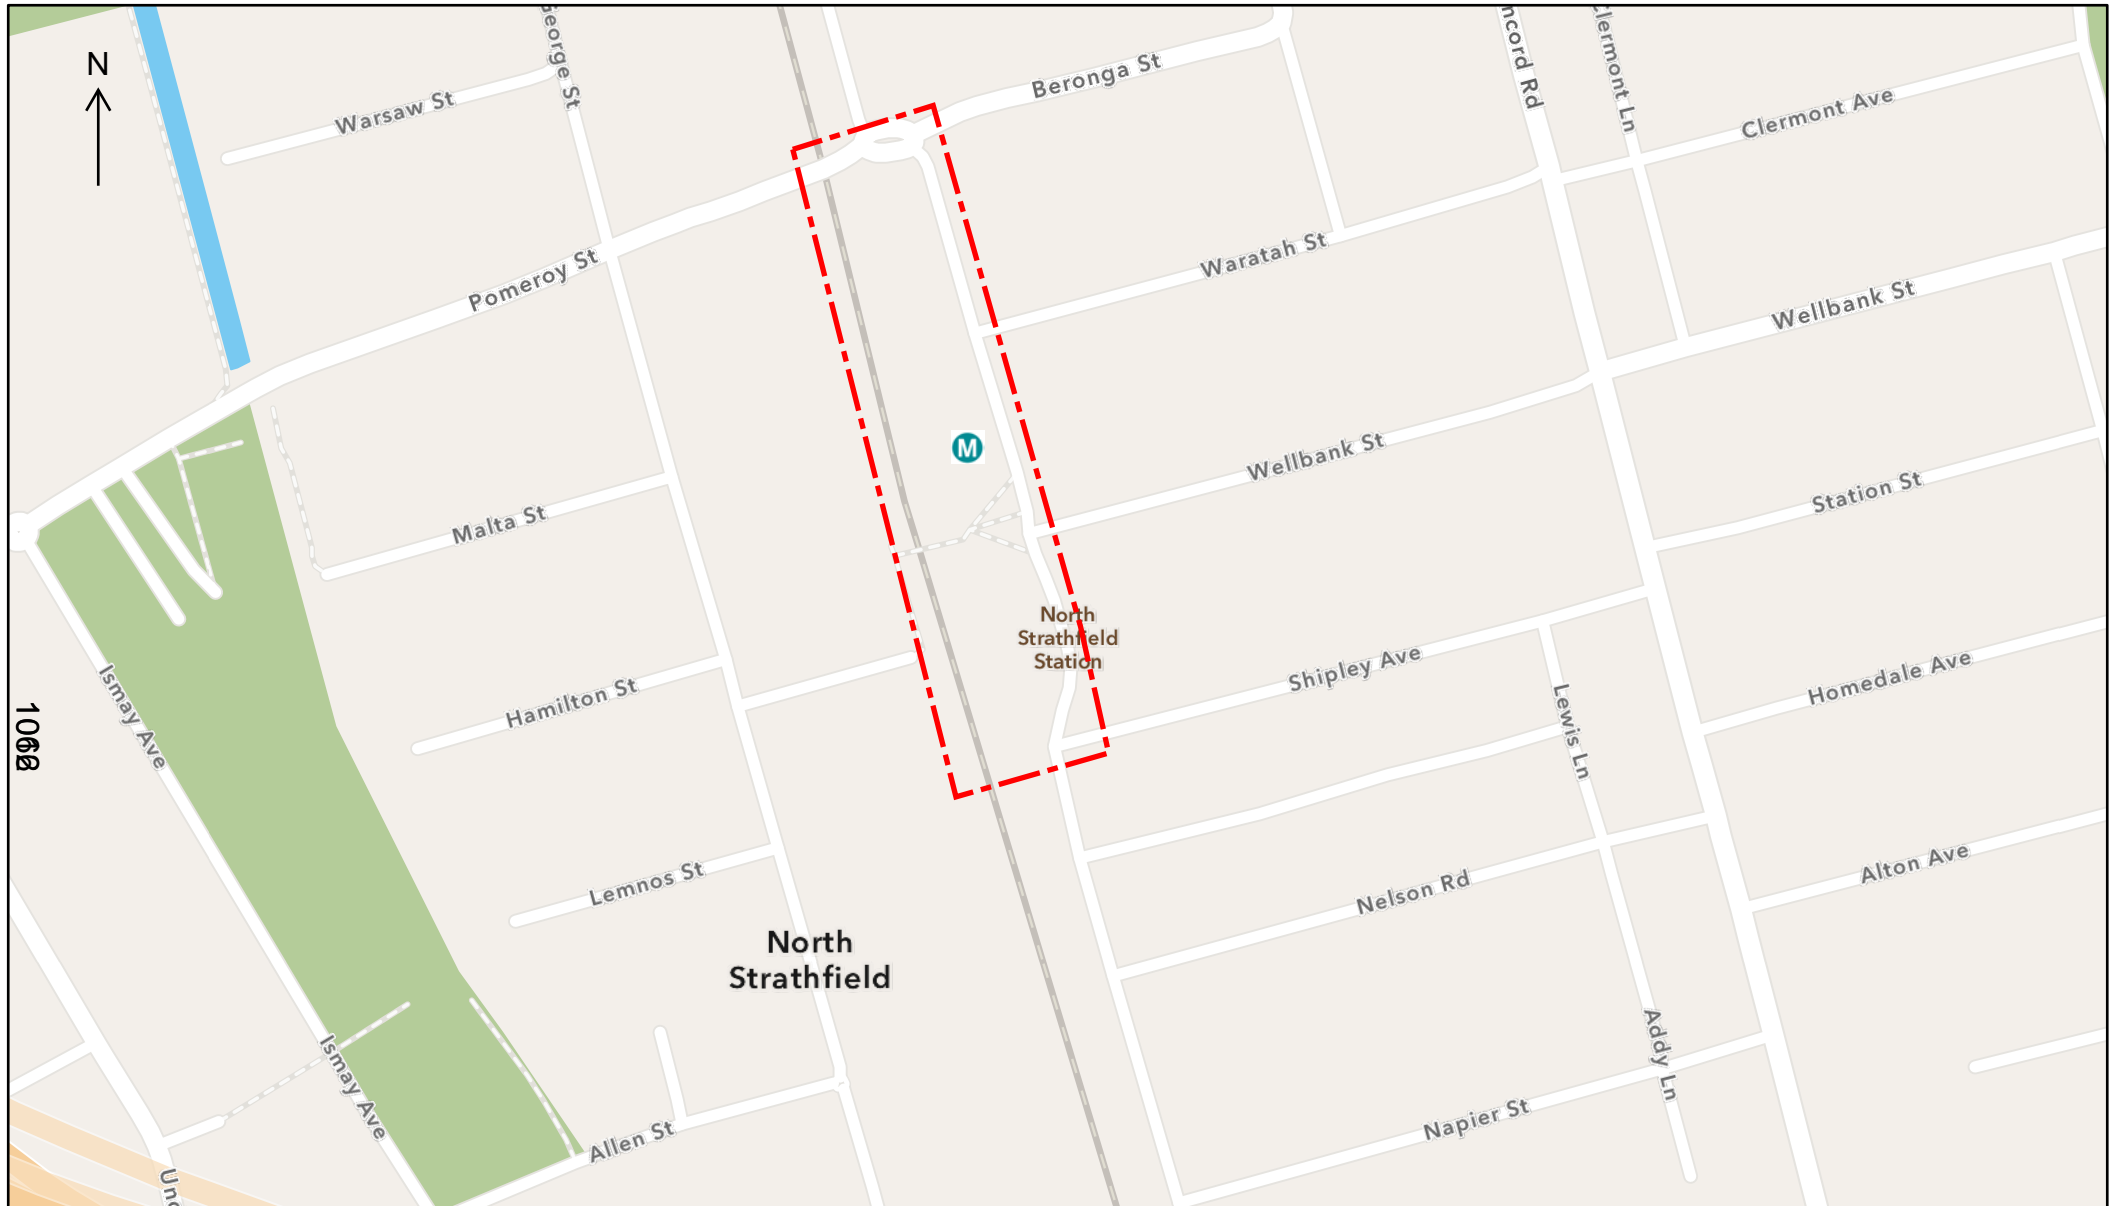 N
Warsaw St
George St
Beronga St
ncord Rd
Clermont Ln
Clermont Ave
Pomeroy St
Waratah St
Wellbank St
M
Wellbank St
Malta St
Station St
North
Strathfield
Station
Shipley Ave
Homedale Ave
Ismay Ave
Hamilton St
Lewis Ln
Lemnos St
Nelson Rd
Alton Ave
North
Strathfield
Ismay Ave
Addy Ln
Allen St
Napier St
Und